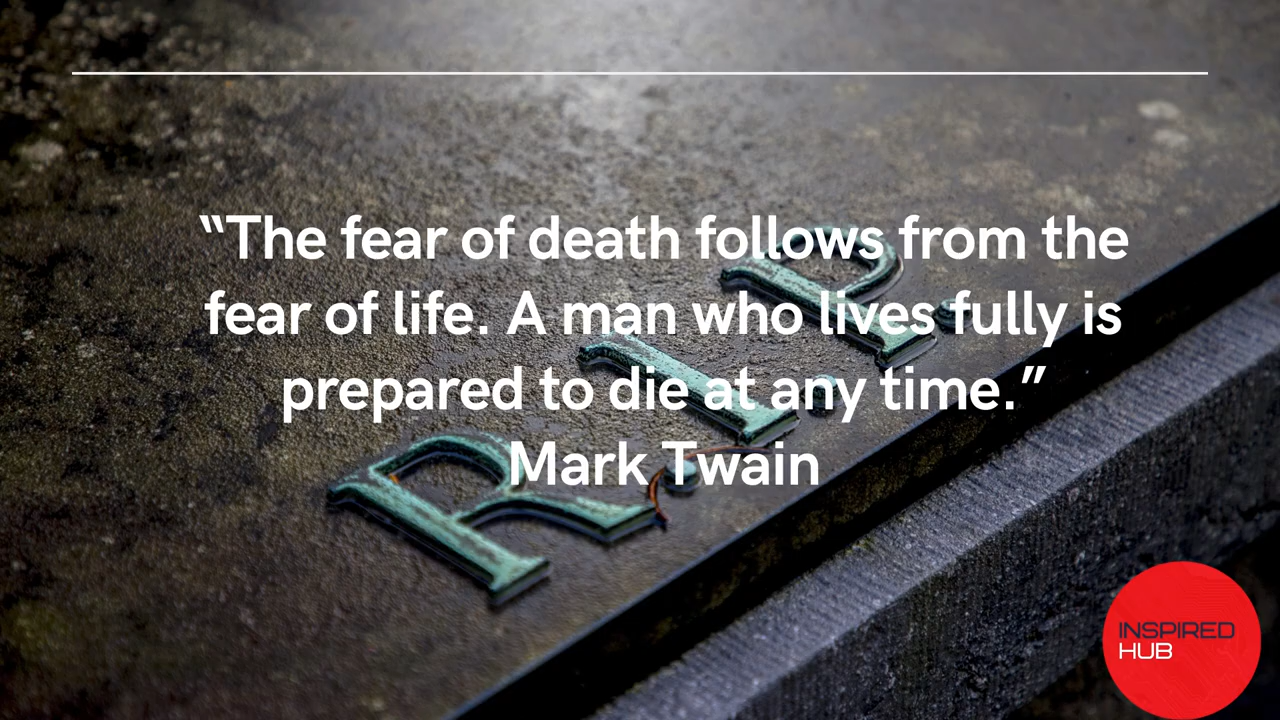 “The fear of death follows from the
fear of life. A man who lives fully is
prepared to die at any time.”
Mark Twain
R.I.P.
INSPIRED
HUB